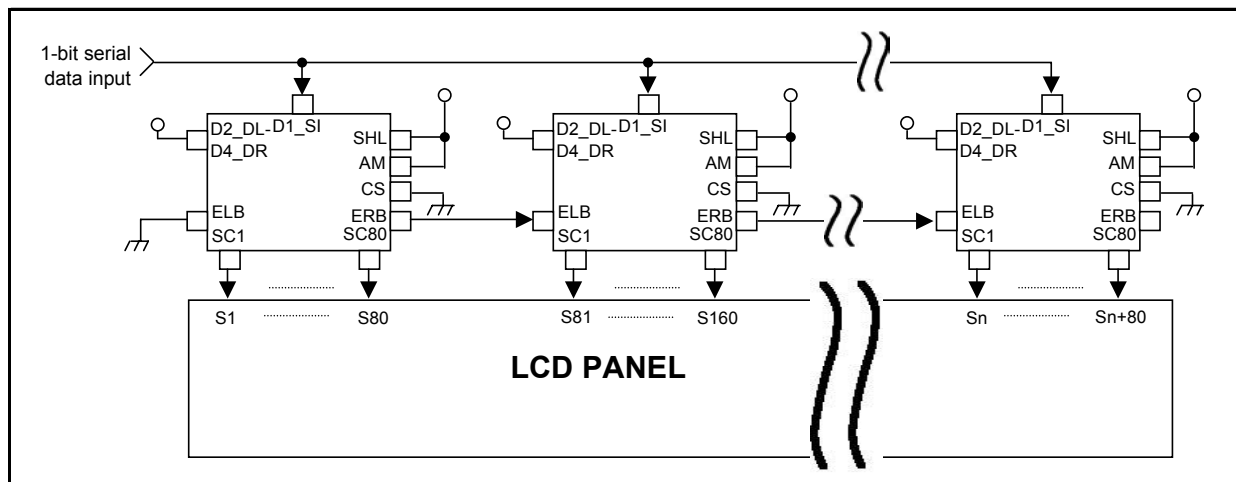 1-bit serial
data input
D2_DL-
D4_DR
D1_SI
SHL
AM
CS
ELB
ERB
SC1
SC80
D2_DL-
D4_DR
D1_SI
SHL
AM
CS
ELB
ERB
SC1
SC80
D2_DL-
D4_DR
D1_SI
SHL
AM
CS
ELB
ERB
SC1
SC80
S1 S80 S81 S160 Sn Sn+80
LCD PANEL